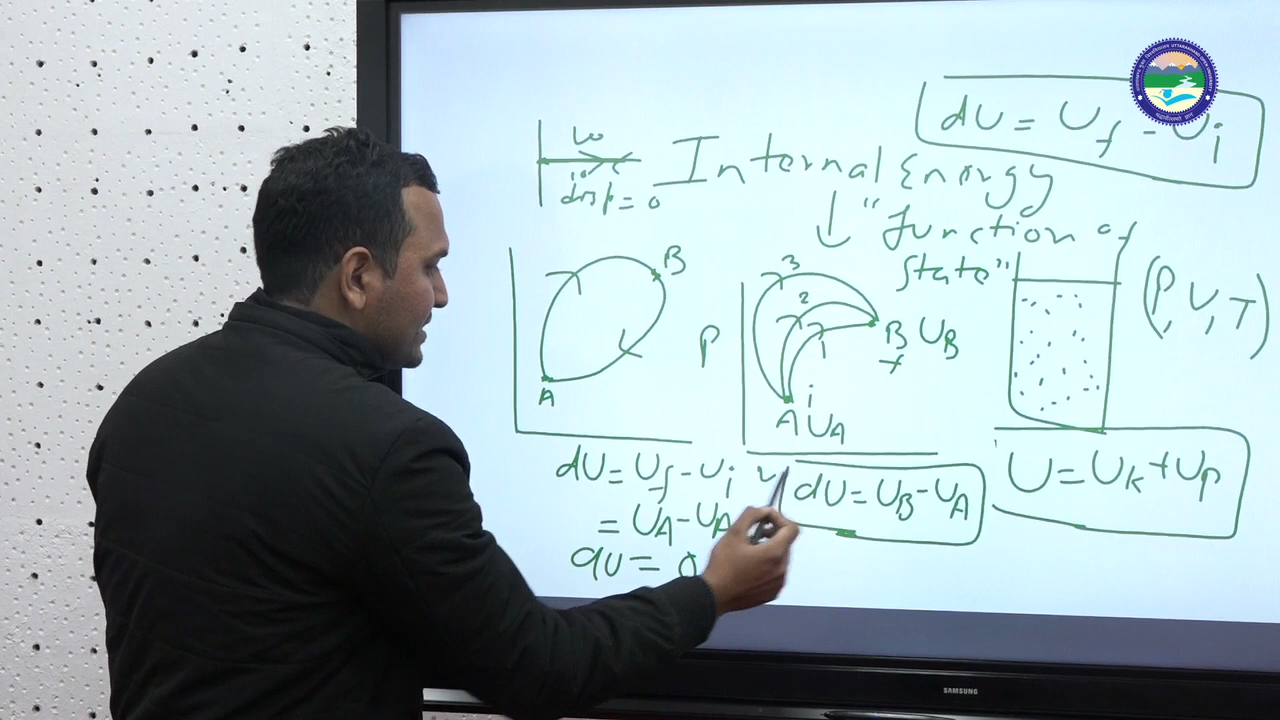 dU = Uf - Ui
w
disp = 0
Internal Energy
"function of
state"
A
B
P
3
2
1
B UB
f
i
A UA
(P, V, T)
dU = Uf - Ui
= UA - UA
dU = 0
dU = UB - UA
U = UK + UP
SAMSUNG